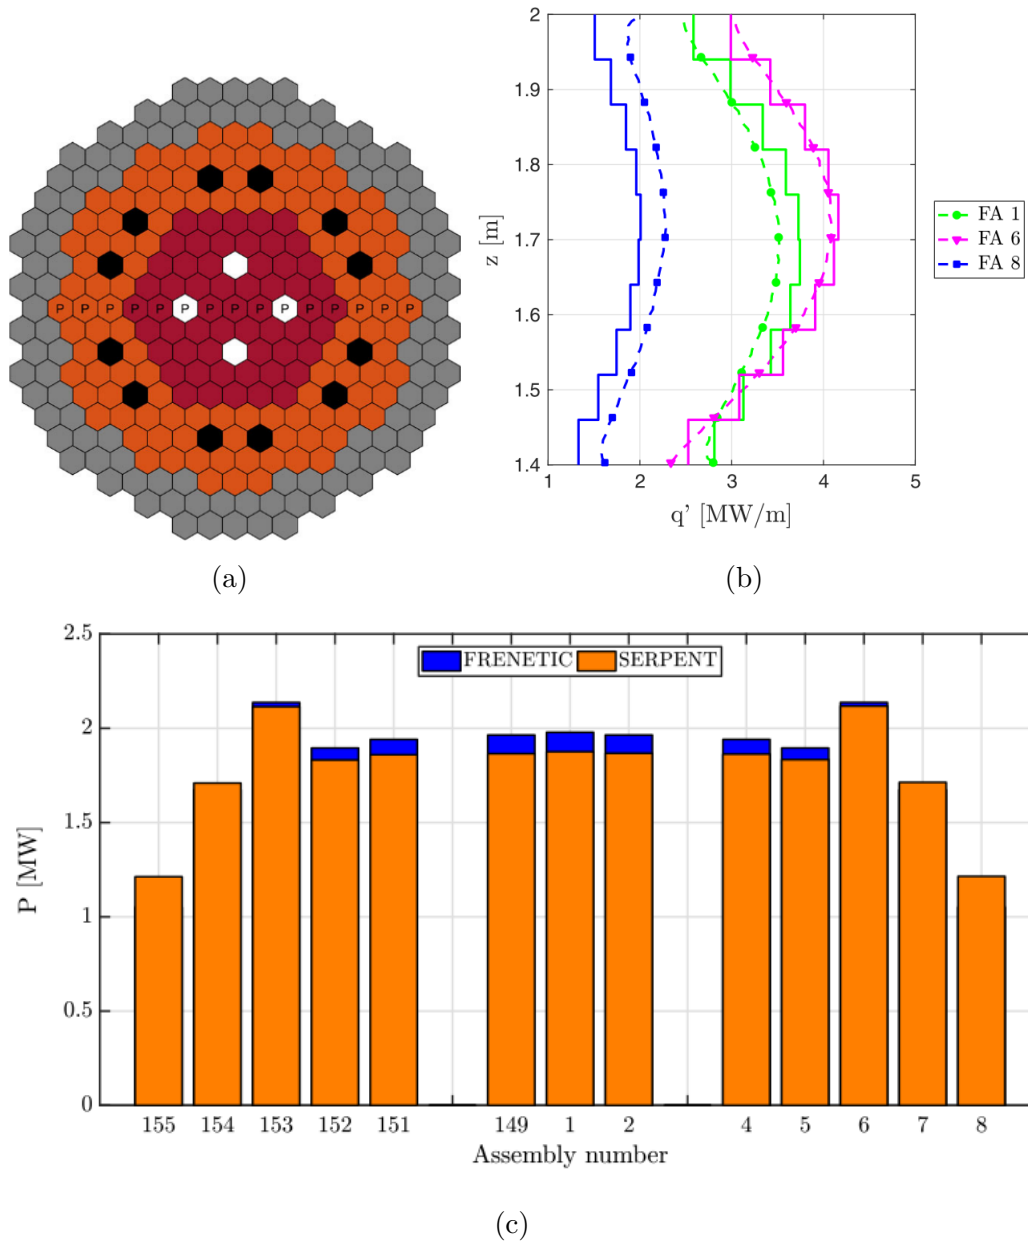 P P P P P P P P P P P P P P P
(a)
2
1.9
1.8
1.7
1.6
1.5
1.4
z [m]
1 2 3 4 5
q' [MW/m]
FA 1
FA 6
FA 8
(b)
FRENETIC SERPENT
2.5
2
1.5
1
0.5
0
P [MW]
155 154 153 152 151 149 1 2 4 5 6 7 8
Assembly number
(c)